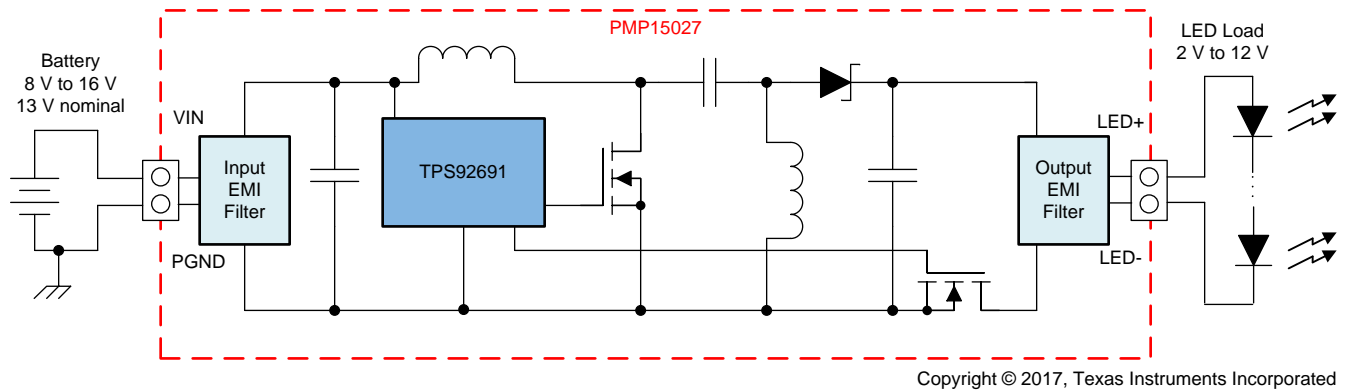 PMP15027
Battery
8 V to 16 V
13 V nominal
LED Load
2 V to 12 V
VIN
LED+
Input
EMI
Filter
TPS92691
Output
EMI
Filter
PGND
LED-
Copyright © 2017, Texas Instruments Incorporated